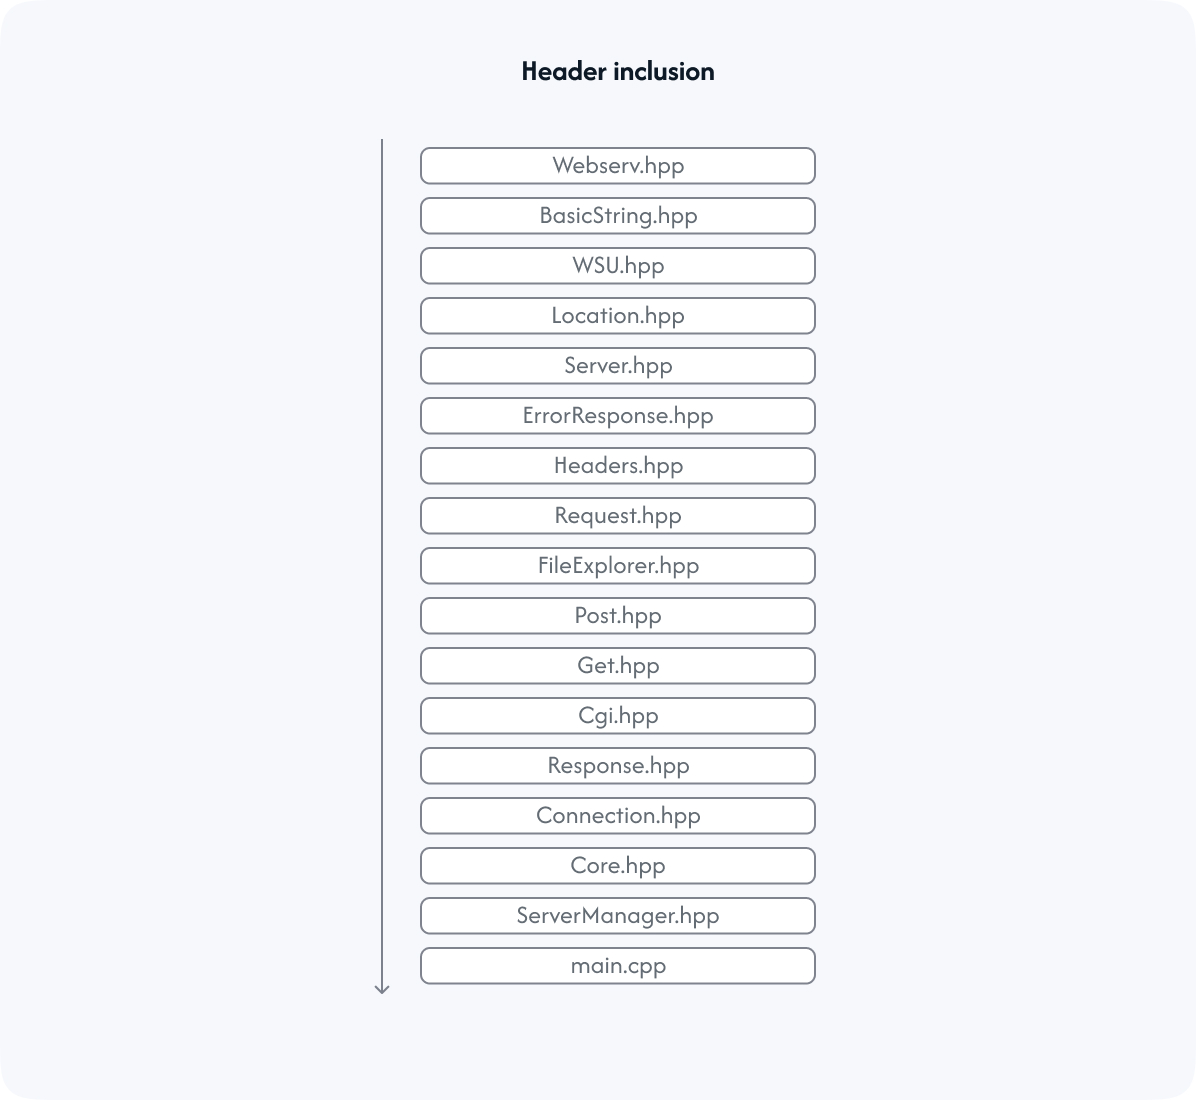 Header inclusion
Webserv.hpp
BasicString.hpp
WSU.hpp
Location.hpp
Server.hpp
ErrorResponse.hpp
Headers.hpp
Request.hpp
FileExplorer.hpp
Post.hpp
Get.hpp
Cgi.hpp
Response.hpp
Connection.hpp
Core.hpp
ServerManager.hpp
main.cpp